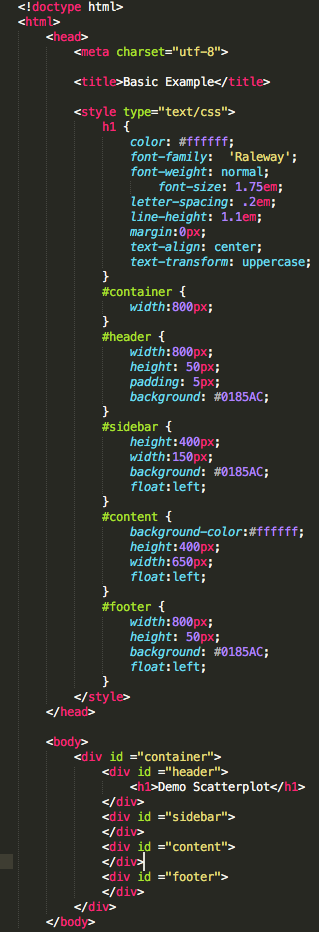 <!doctype html>
<html>
    <head>
        <meta charset="utf-8">

        <title>Basic Example</title>

        <style type="text/css">
            h1 {
                color: #ffffff;
                font-family:  'Raleway';
                font-weight: normal;
                    font-size: 1.75em;
                letter-spacing: .2em;
                line-height: 1.1em;
                margin:0px;
                text-align: center;
                text-transform: uppercase;
            }
            #container {
                width:800px;
            }
            #header {
                width:800px;
                height: 50px;
                padding: 5px;
                background: #0185AC;
            }
            #sidebar {
                height:400px;
                width:150px;
                background: #0185AC;
                float:left;
            }
            #content {
                background-color:#ffffff;
                height:400px;
                width:650px;
                float:left;
            }
            #footer {
                width:800px;
                height: 50px;
                background: #0185AC;
                float:left;
            }
        </style>
    </head>

    <body>
        <div id ="container">
            <div id ="header">
                <h1>Demo Scatterplot</h1>
            </div>
            <div id ="sidebar">
            </div>
            <div id ="content">
            </div>
            <div id ="footer">
            </div>
        </div>
    </body>